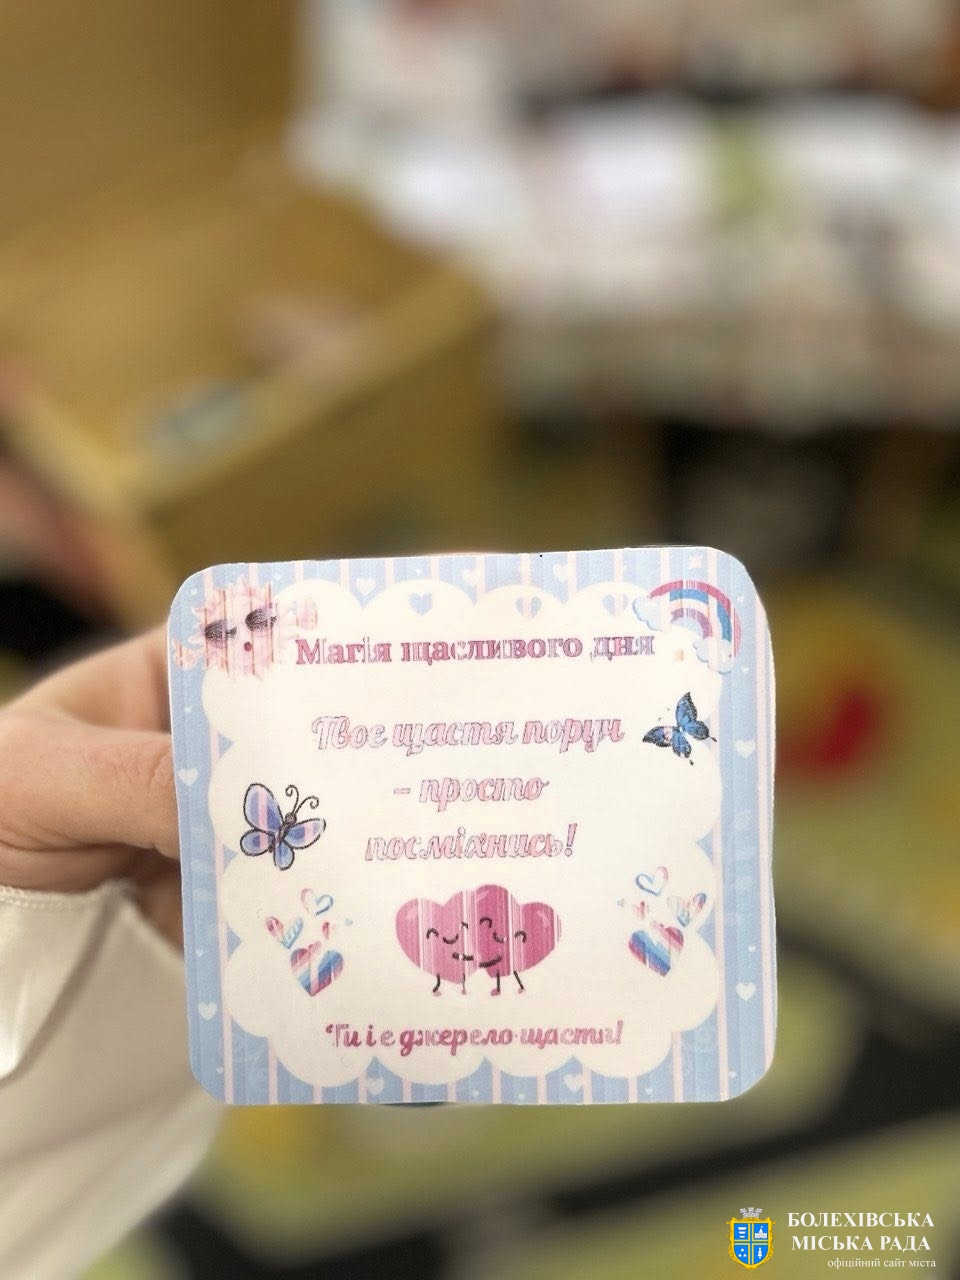 Магія щасливого дня
Твоє щастя поруч
- просто
посміхнись!
Ти і є джерело щастя!
БОЛЕХІВСЬКА
МІСЬКА РАДА
офіційний сайт міста